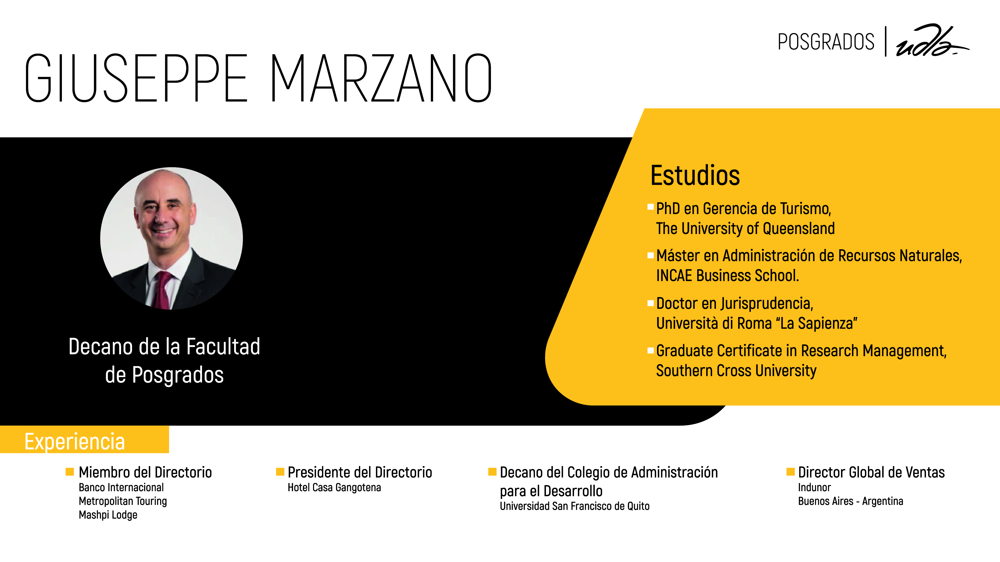 POSGRADOS | udla-
GIUSEPPE MARZANO
Decano de la Facultad
de Posgrados
Estudios
PhD en Gerencia de Turismo,
The University of Queensland
Máster en Administración de Recursos Naturales,
INCAE Business School.
Doctor en Jurisprudencia,
Università di Roma “La Sapienza”
Graduate Certificate in Research Management,
Southern Cross University
Experiencia
Miembro del Directorio
Banco Internacional
Metropolitan Touring
Mashpi Lodge
Presidente del Directorio
Hotel Casa Gangotena
Decano del Colegio de Administración
para el Desarrollo
Universidad San Francisco de Quito
Director Global de Ventas
Indunor
Buenos Aires - Argentina